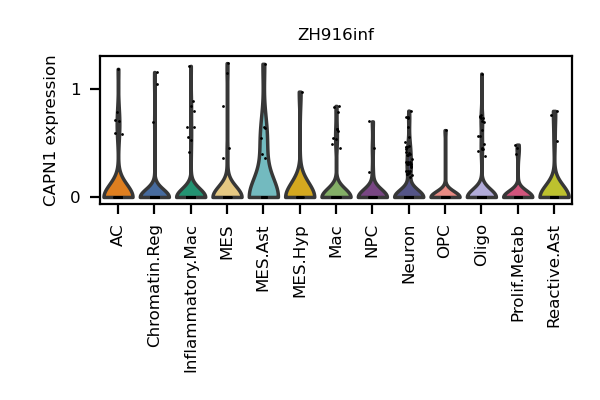 ZH916inf
CAPN1 expression
1
0
AC
Chromatin.Reg
Inflammatory.Mac
MES
MES.Ast
MES.Hyp
Mac
NPC
Neuron
OPC
Oligo
Prolif.Metab
Reactive.Ast